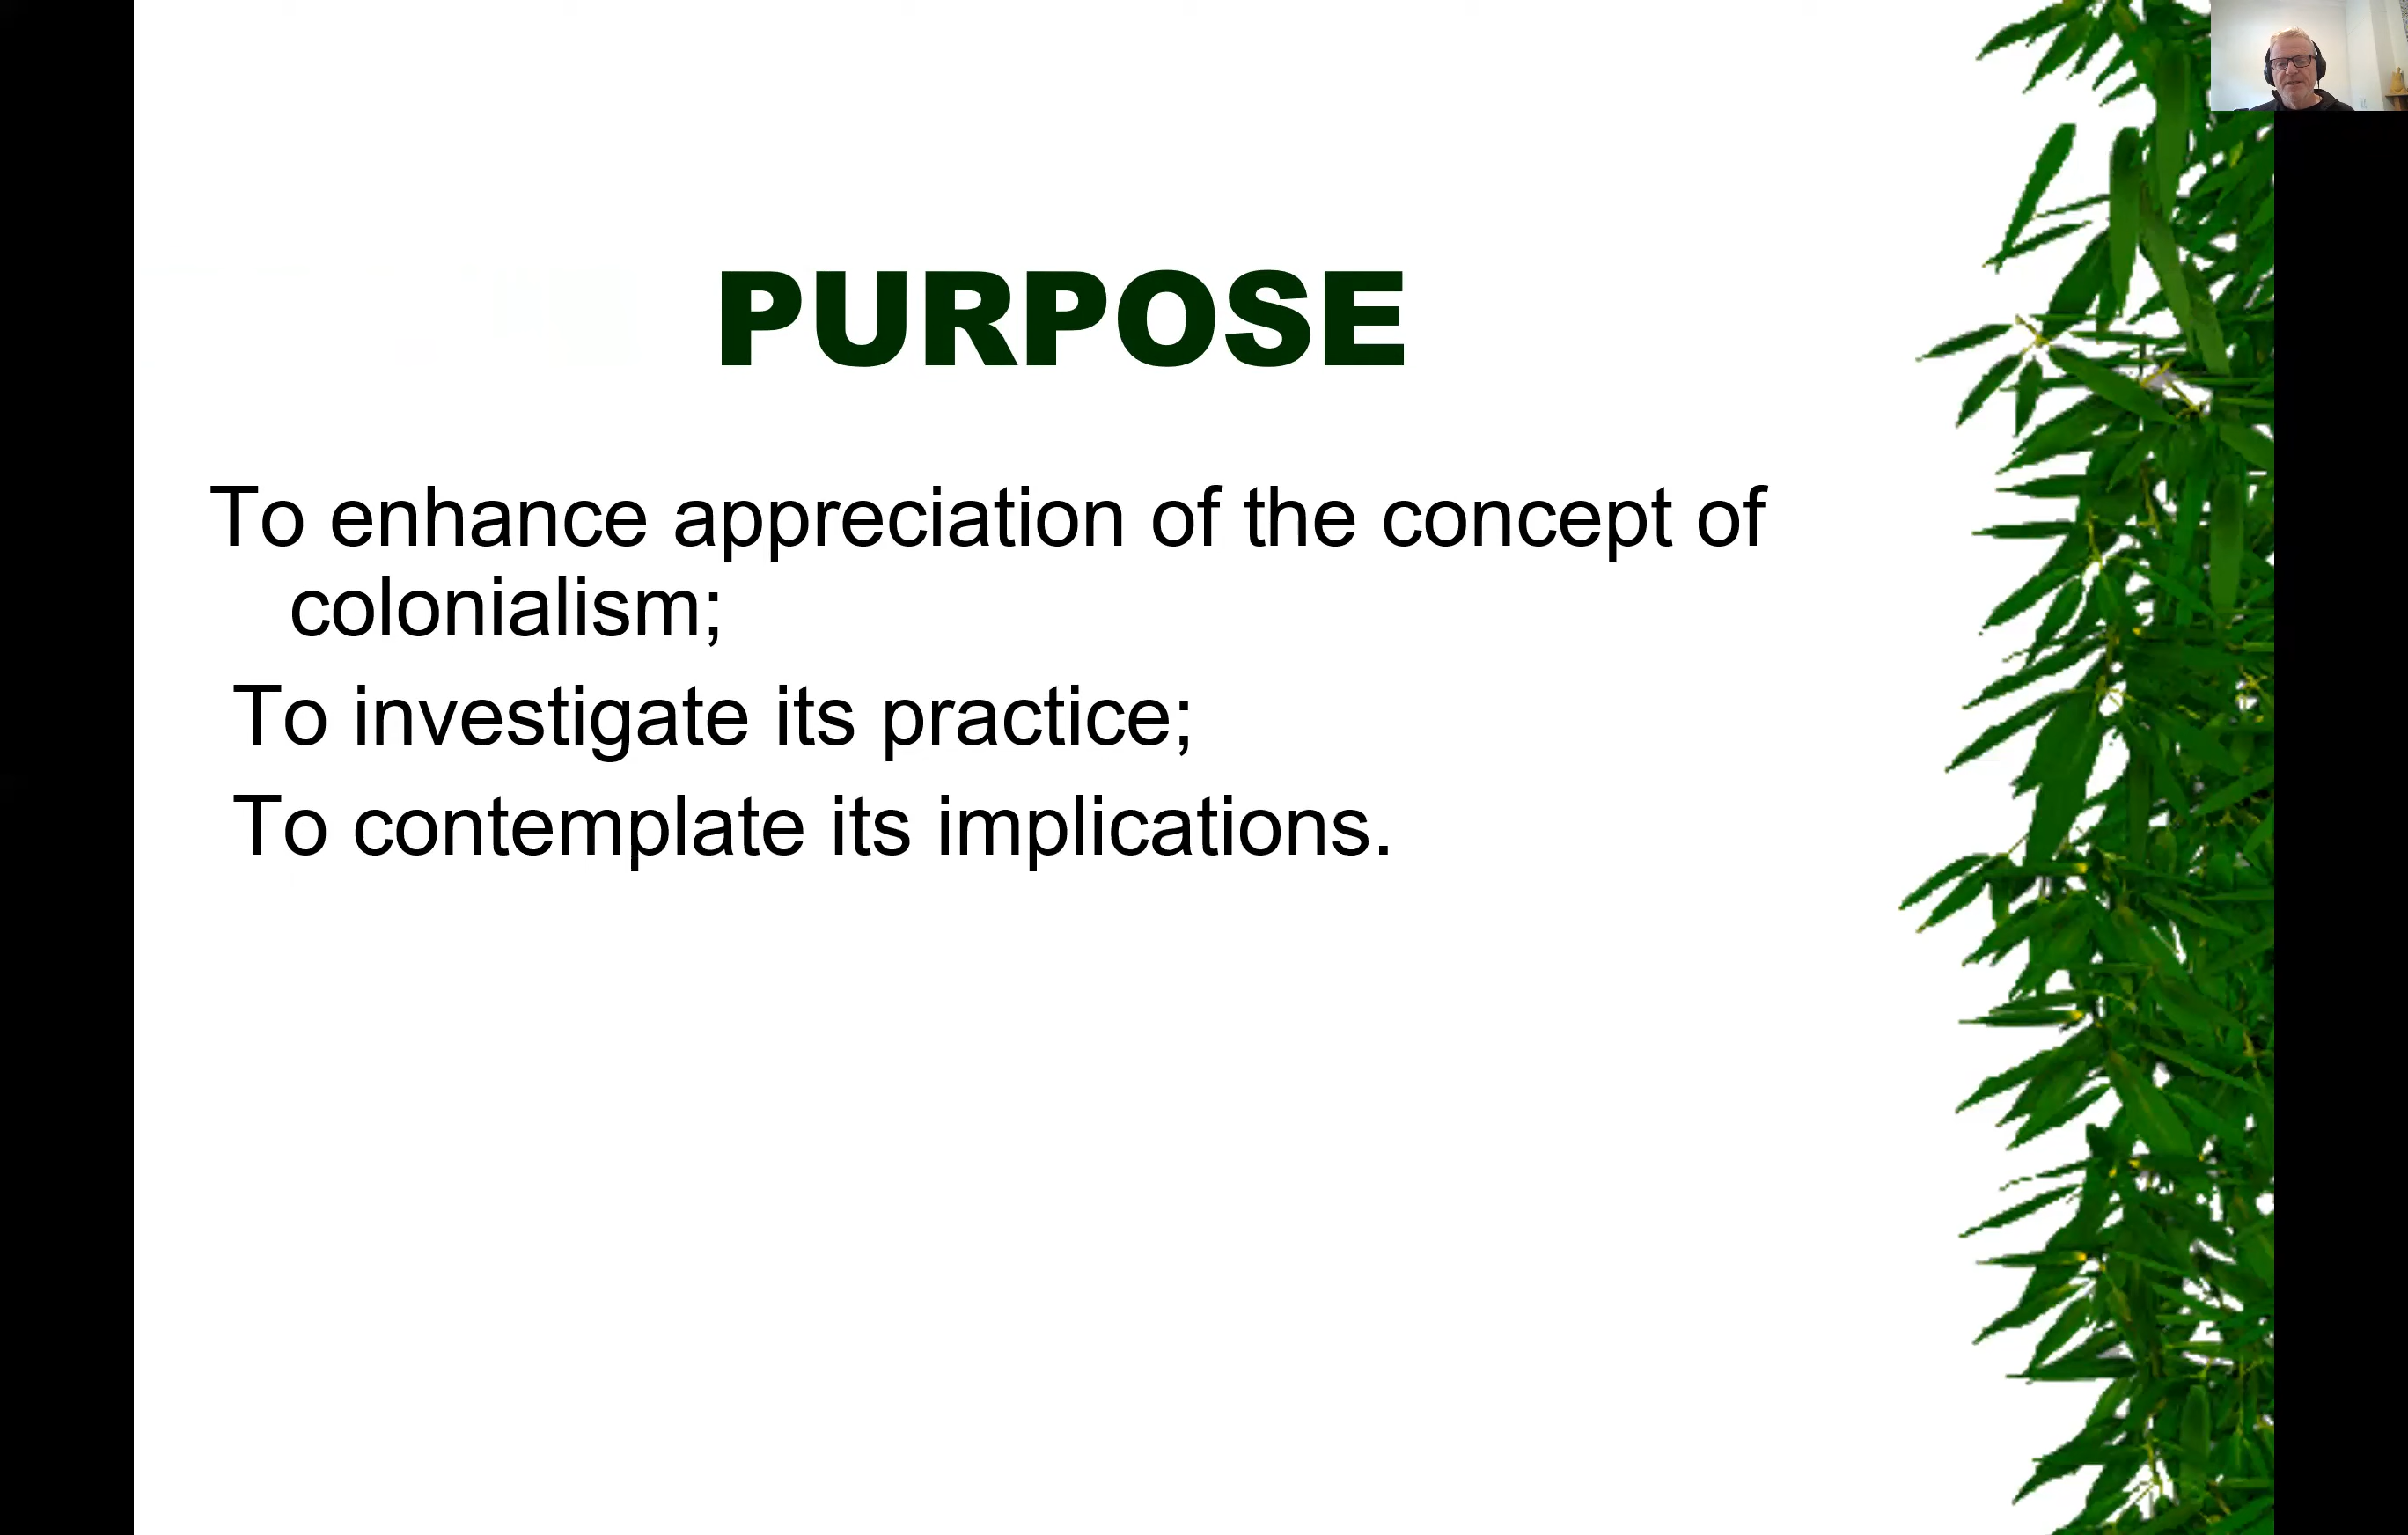 PURPOSE
To enhance appreciation of the concept of
colonialism;
To investigate its practice;
To contemplate its implications.